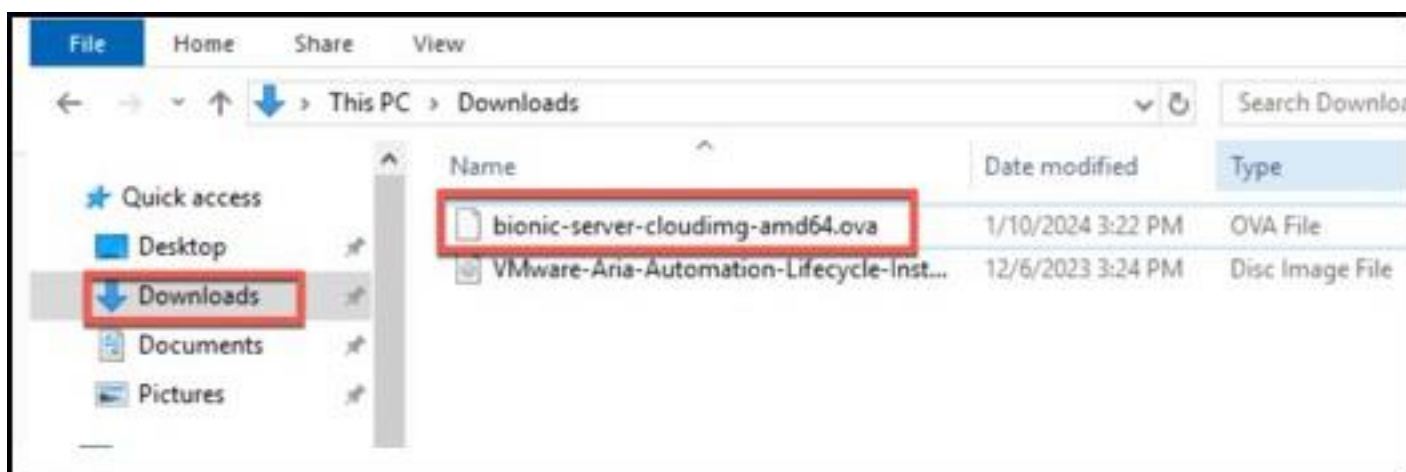 File Home Share View
This PC > Downloads Search Downloa
Name Date modified Type
Quick access
bionic-server-cloudimg-amd64.ova 1/10/2024 3:22 PM OVA File
Desktop
VMware-Aria-Automation-Lifecycle-Inst... 12/6/2023 3:24 PM Disc Image File
Downloads
Documents
Pictures